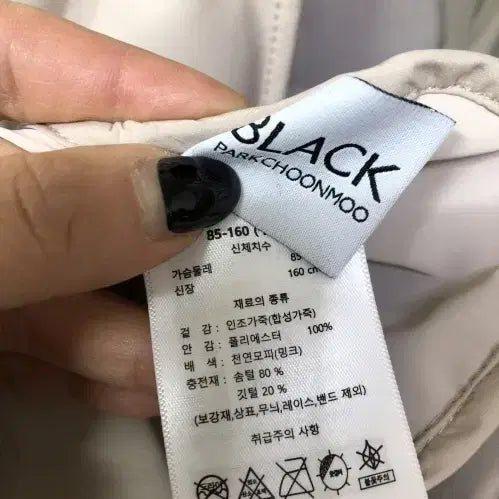 BLACK
PARKCHOONMOO
85-160 (
신체치수
가슴둘레 85
신장 160 cm
재료의 종류
겉 감 : 인조가죽(합성가죽)
안 감 : 폴리에스터 100%
배 색 : 천연모피(밍크)
충전재 : 솜털 80 %
깃털 20 %
(보강재,상표,무늬,레이스,밴드 제외)
취급주의 사항
드라이